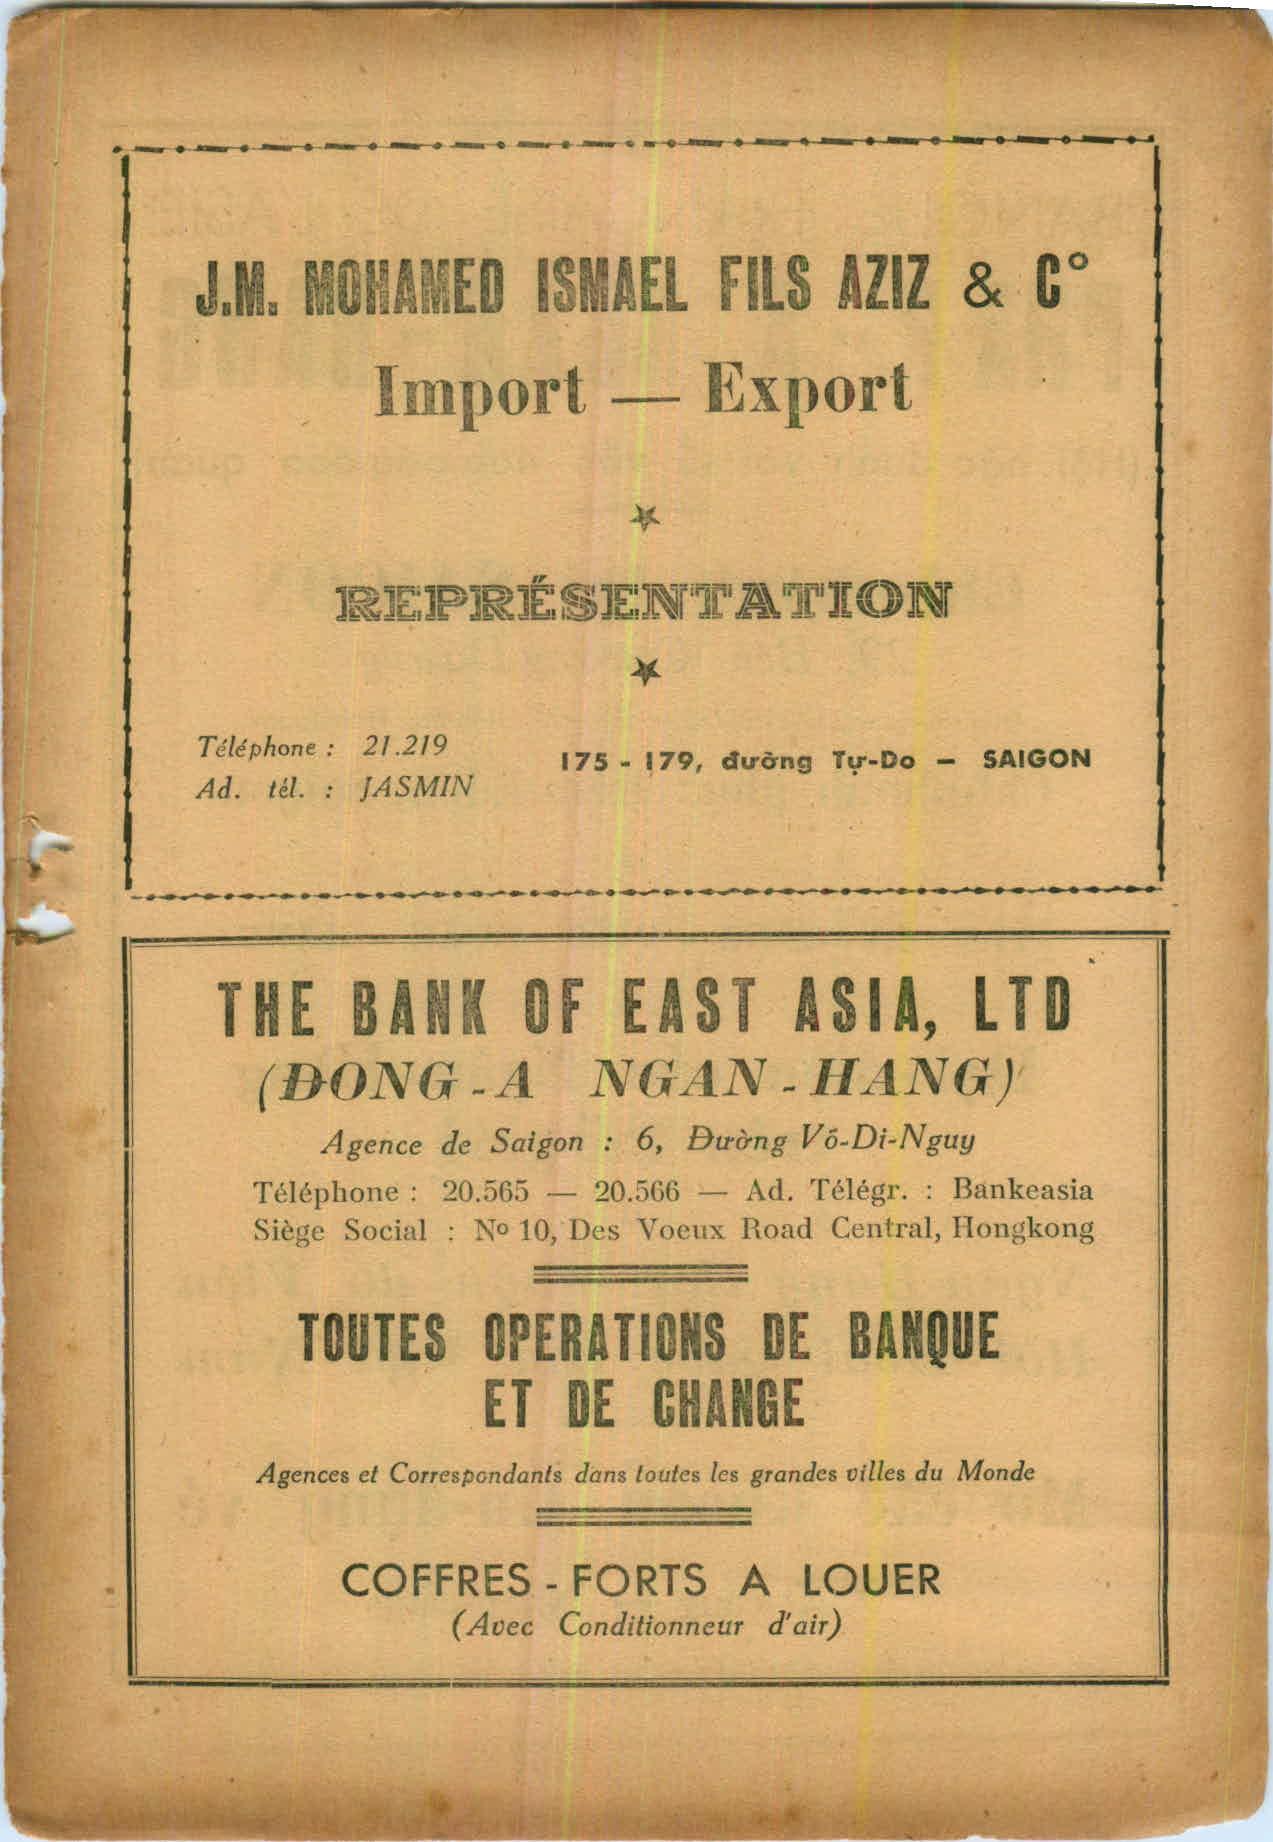 J.M. MOHAMED ISMAEL FILS AZIZ & C°
Import — Export
REPRÉSENTATION
Téléphone : 21.219
Ad. tél. : JASMIN
175 - 179, đường Tự-Do — SAIGON
THE BANK OF EAST ASIA, LTD
(ĐONG-A NGAN-HANG)
Agence de Saigon : 6, Đường Võ-Di-Nguy
Téléphone : 20.565 — 20.566 — Ad. Télégr. : Bankeasia
Siège Social : Nº 10, Des Voeux Road Central, Hongkong
TOUTES OPERATIONS DE BANQUE
ET DE CHANGE
Agences et Correspondants dans toutes les grandes villes du Monde
COFFRES - FORTS A LOUER
(Avec Conditionneur d'air)